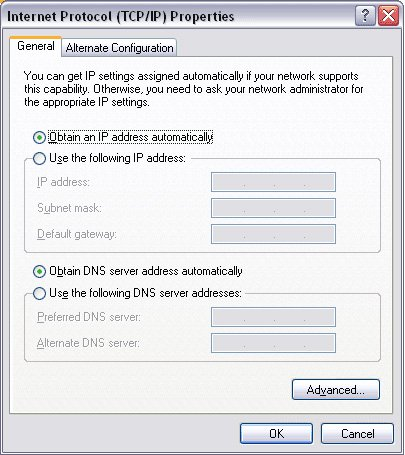 Internet Protocol (TCP/IP) Properties
General
Alternate Configuration
You can get IP settings assigned automatically if your network supports
this capability. Otherwise, you need to ask your network administrator for
the appropriate IP settings.
Obtain an IP address automatically
Use the following IP address:
IP address:
Subnet mask:
Default gateway:
Obtain DNS server address automatically
Use the following DNS server addresses:
Preferred DNS server:
Alternate DNS server:
Advanced...
OK
Cancel